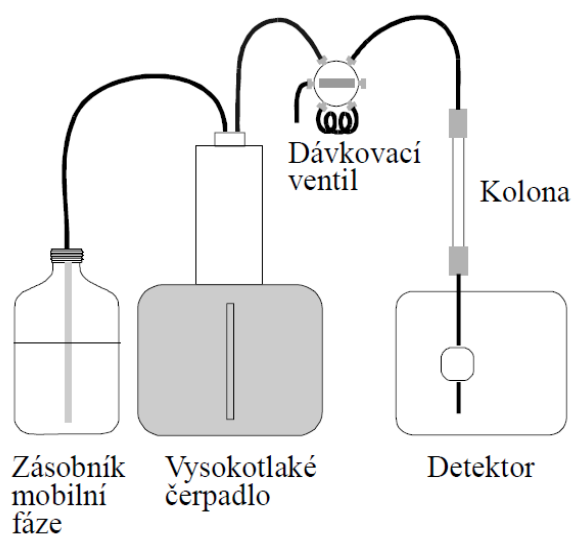 Dávkovací
ventil
Kolona
Zásobník
mobilní
fáze
Vysokotlaké
čerpadlo
Detektor